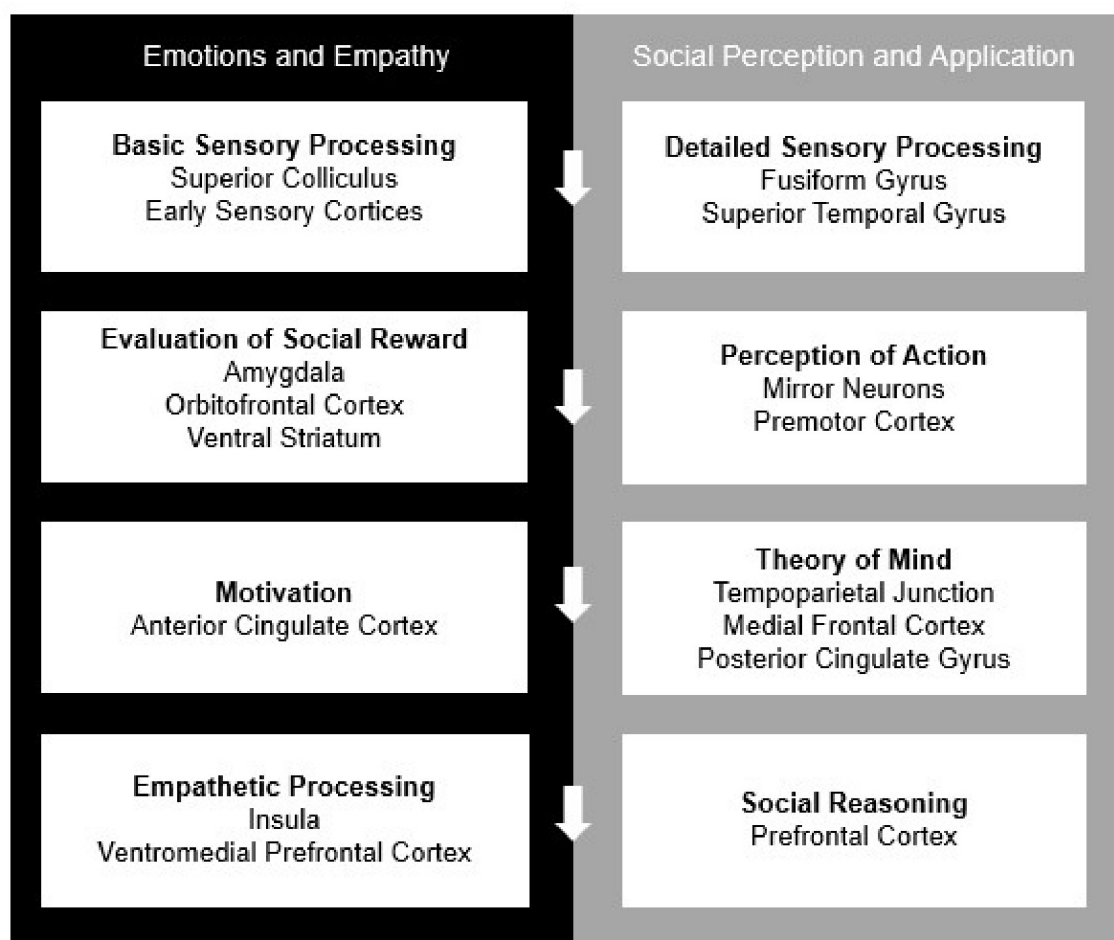 Emotions and Empathy
Basic Sensory Processing
Superior Colliculus
Early Sensory Cortices
Evaluation of Social Reward
Amygdala
Orbitofrontal Cortex
Ventral Striatum
Motivation
Anterior Cingulate Cortex
Empathetic Processing
Insula
Ventromedial Prefrontal Cortex
Social Perception and Application
Detailed Sensory Processing
Fusiform Gyrus
Superior Temporal Gyrus
Perception of Action
Mirror Neurons
Premotor Cortex
Theory of Mind
Tempoparietal Junction
Medial Frontal Cortex
Posterior Cingulate Gyrus
Social Reasoning
Prefrontal Cortex